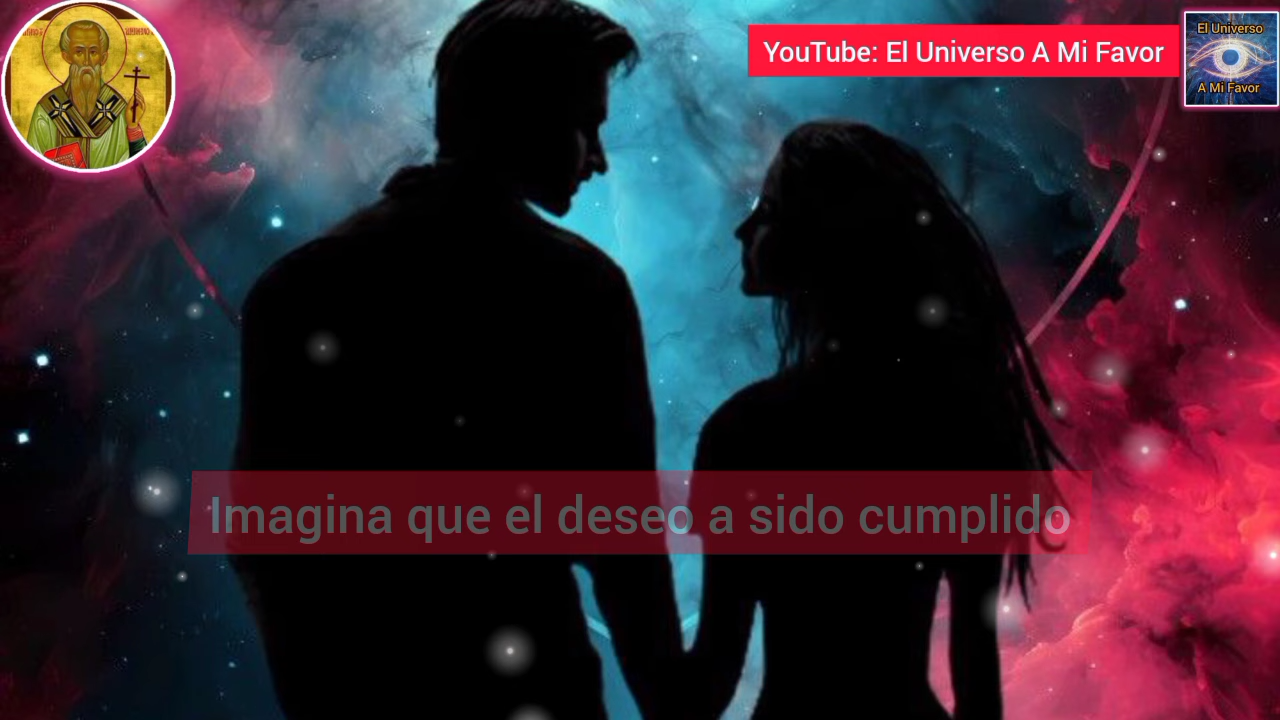 YouTube: El Universo A Mi Favor
El Universo
A Mi Favor
Imagina que el deseo a sido cumplido